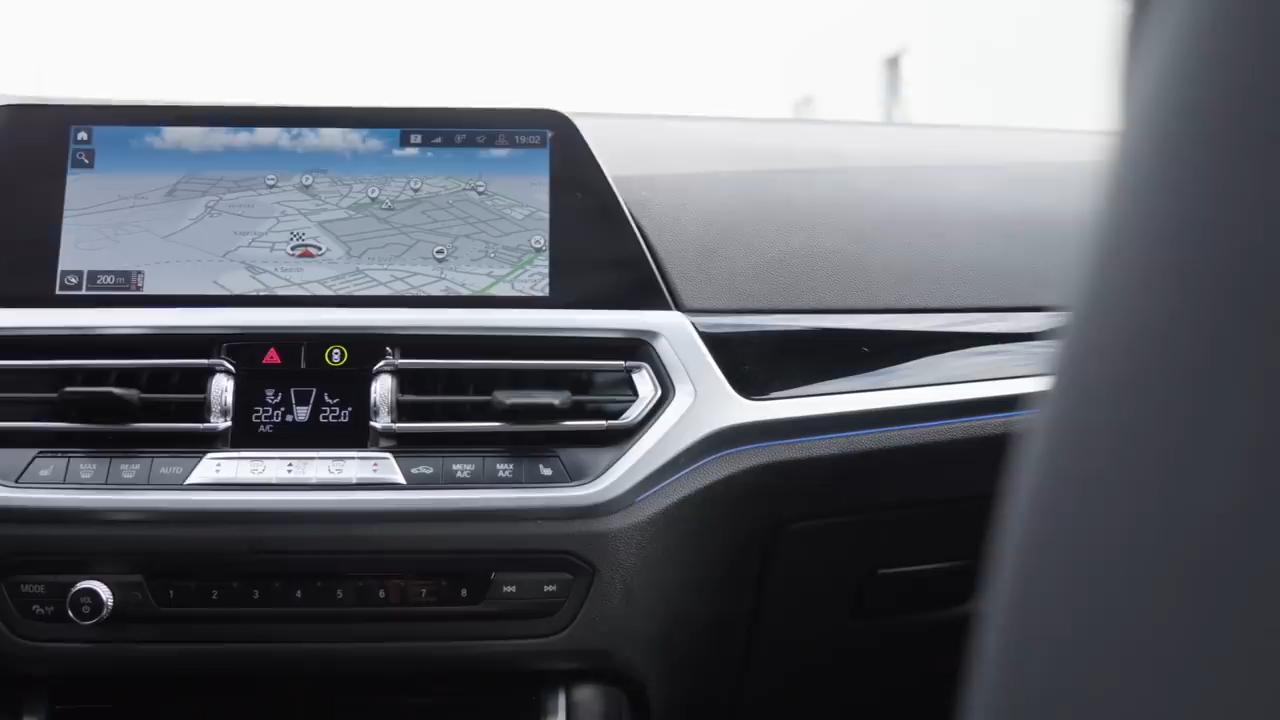 19:02
200 m
22.0° 22.0°
A/C
MAX
REAR
AUTO
MENU
A/C
MAX
A/C
MODE
VOL
1 2 3 4 5 6 7 8